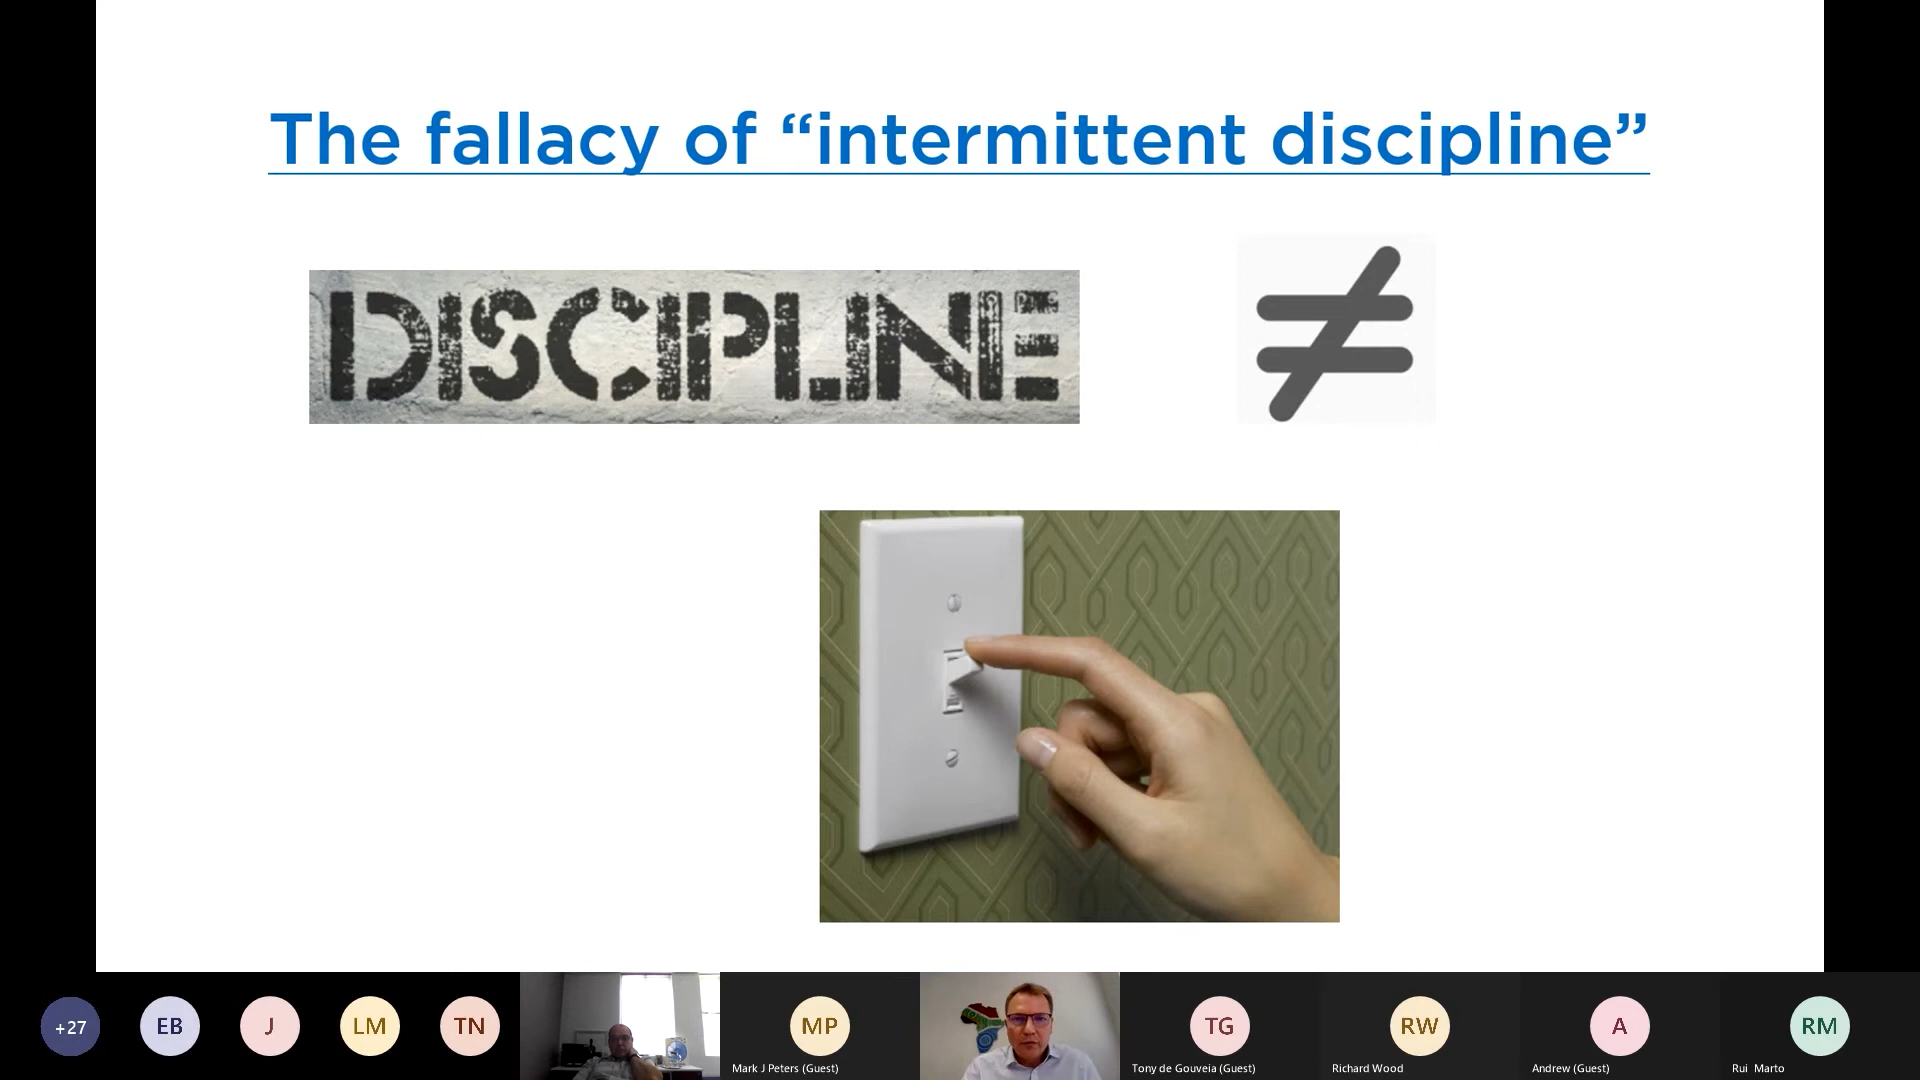 The fallacy of “intermittent discipline”
DISCIPLINE
≠
+27
EB
J
LM
TN
MP
Mark J Peters (Guest)
TG
Tony de Gouveia (Guest)
RW
Richard Wood
A
Andrew (Guest)
RM
Rui Marto